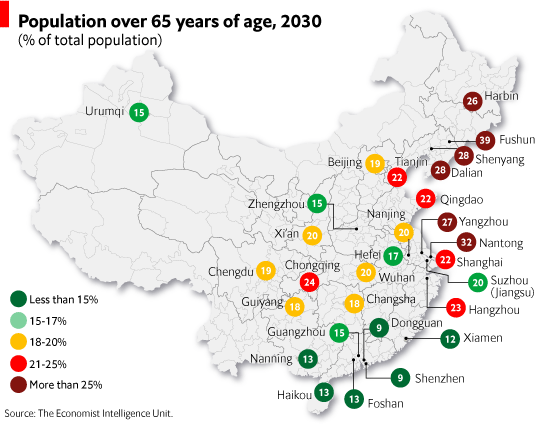 Population over 65 years of age, 2030
(% of total population)
26
Harbin
Urumqi
15
39
Fushun
28
Shenyang
Beijing
19
Tianjin
22
28
Dalian
Zhengzhou
15
22
Qingdao
Nanjing
20
27
Yangzhou
Xi'an
20
32
Nantong
Hefei
17
22
Shanghai
Chengdu
19
Chongqing
24
20
Wuhan
20
Suzhou
(Jiangsu)
Guiyang
18
18
Changsha
23
Hangzhou
Guangzhou
15
9
Dongguan
12
Xiamen
Nanning
13
9
Shenzhen
Haikou
13
13
Foshan
Less than 15%
15-17%
18-20%
21-25%
More than 25%
Source: The Economist Intelligence Unit.